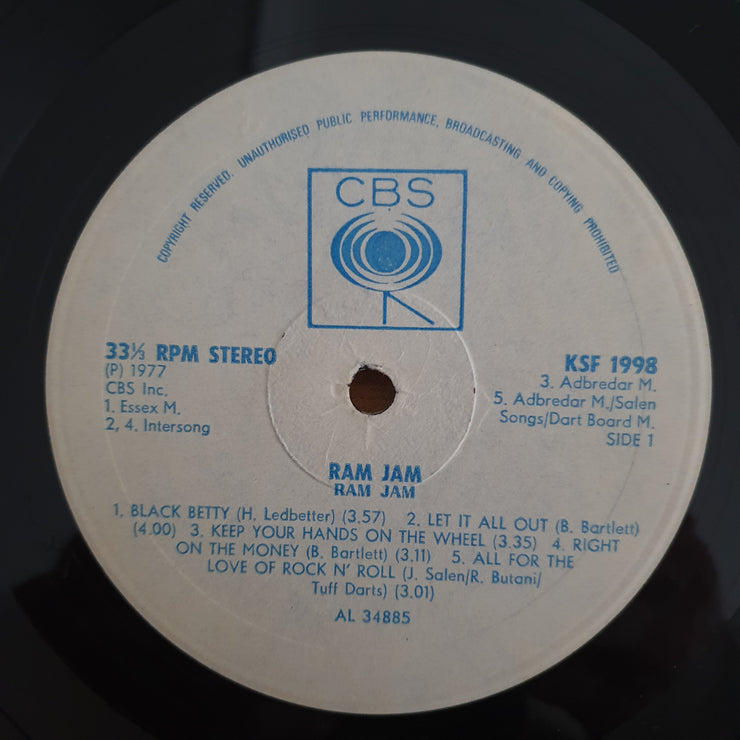 COPYRIGHT RESERVED. UNAUTHORISED PUBLIC PERFORMANCE, BROADCASTING AND COPYING PROHIBITED
CBS
33⅓ RPM STEREO
(P) 1977
CBS Inc.
1. Essex M.
2, 4. Intersong
KSF 1998
3. Adbredar M.
5. Adbredar M./Salen
Songs/Dart Board M.
SIDE 1
RAM JAM
RAM JAM
1. BLACK BETTY (H. Ledbetter) (3.57) 2. LET IT ALL OUT (B. Bartlett)
(4.00) 3. KEEP YOUR HANDS ON THE WHEEL (3.35) 4. RIGHT
ON THE MONEY (B. Bartlett) (3.11) 5. ALL FOR THE
LOVE OF ROCK N' ROLL (J. Salen/R. Butani/
Tuff Darts) (3.01)
AL 34885